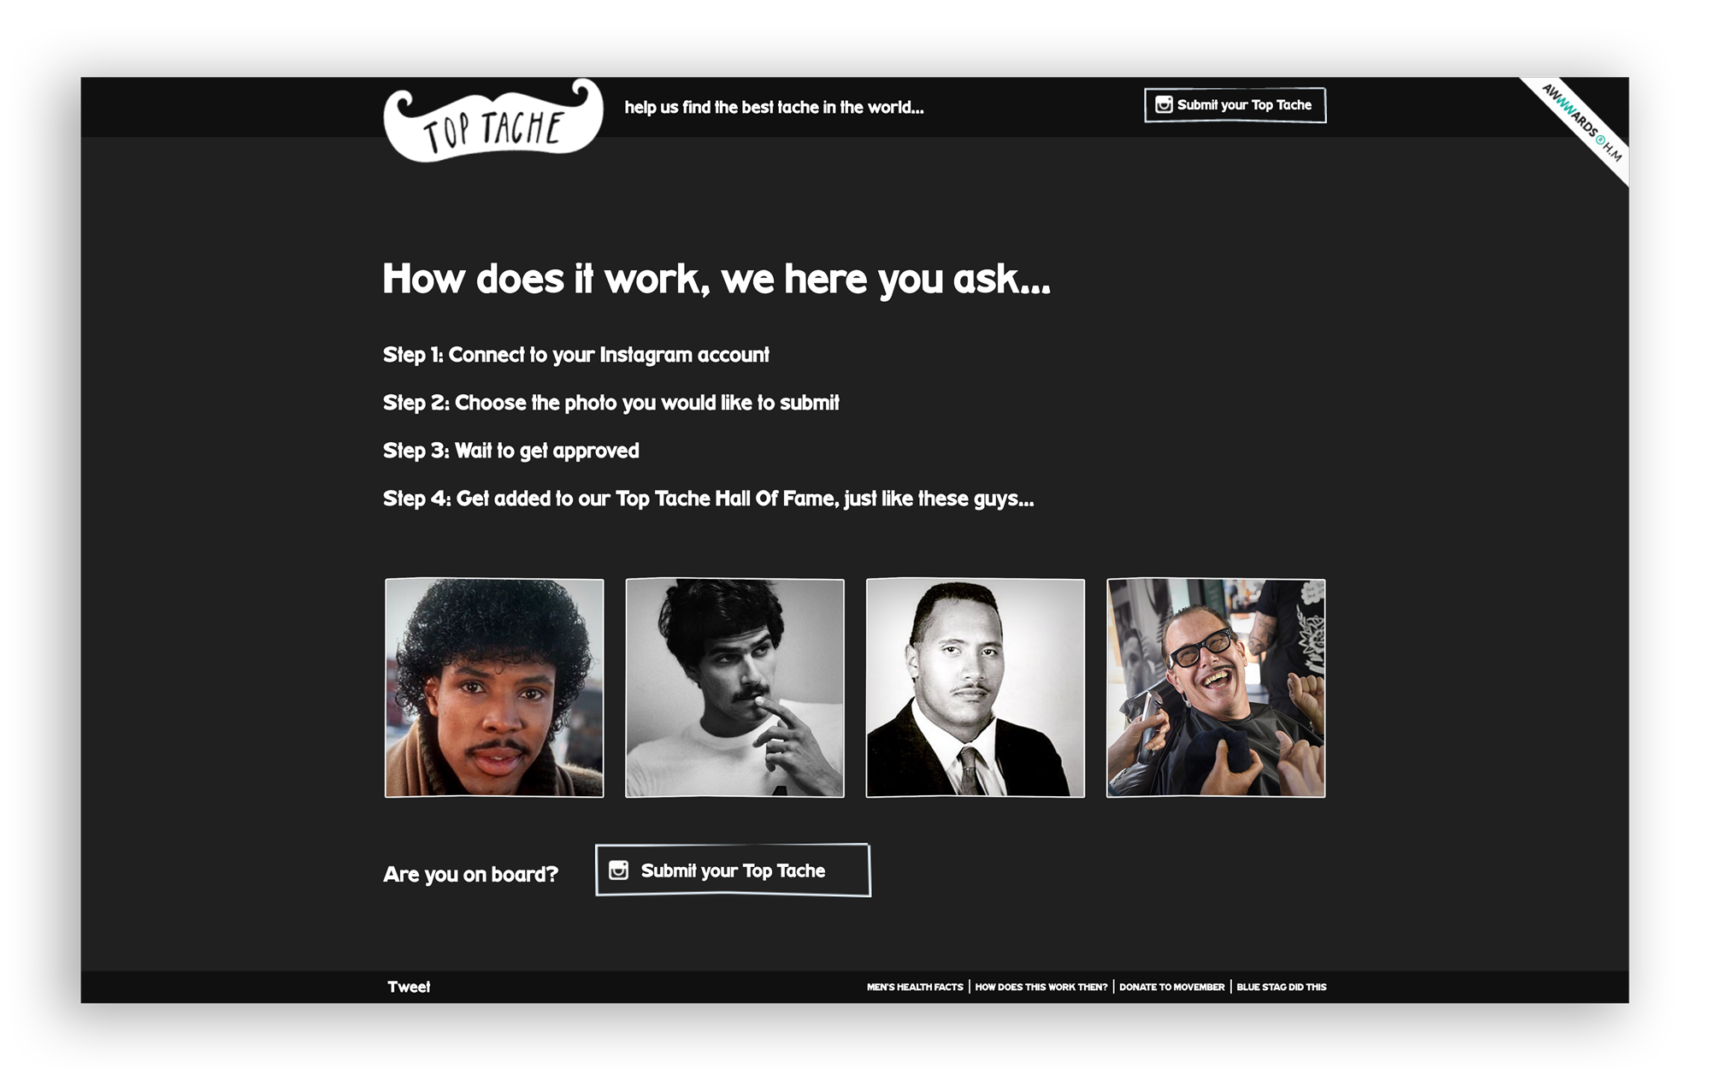 TOP TACHE
help us find the best tache in the world...
Submit your Top Tache
AWWWARDS H.M
How does it work, we here you ask...
Step 1: Connect to your Instagram account
Step 2: Choose the photo you would like to submit
Step 3: Wait to get approved
Step 4: Get added to our Top Tache Hall Of Fame, just like these guys...
Are you on board?
Submit your Top Tache
Tweet
MEN'S HEALTH FACTS | HOW DOES THIS WORK THEN? | DONATE TO MOVEMBER | BLUE STAG DID THIS